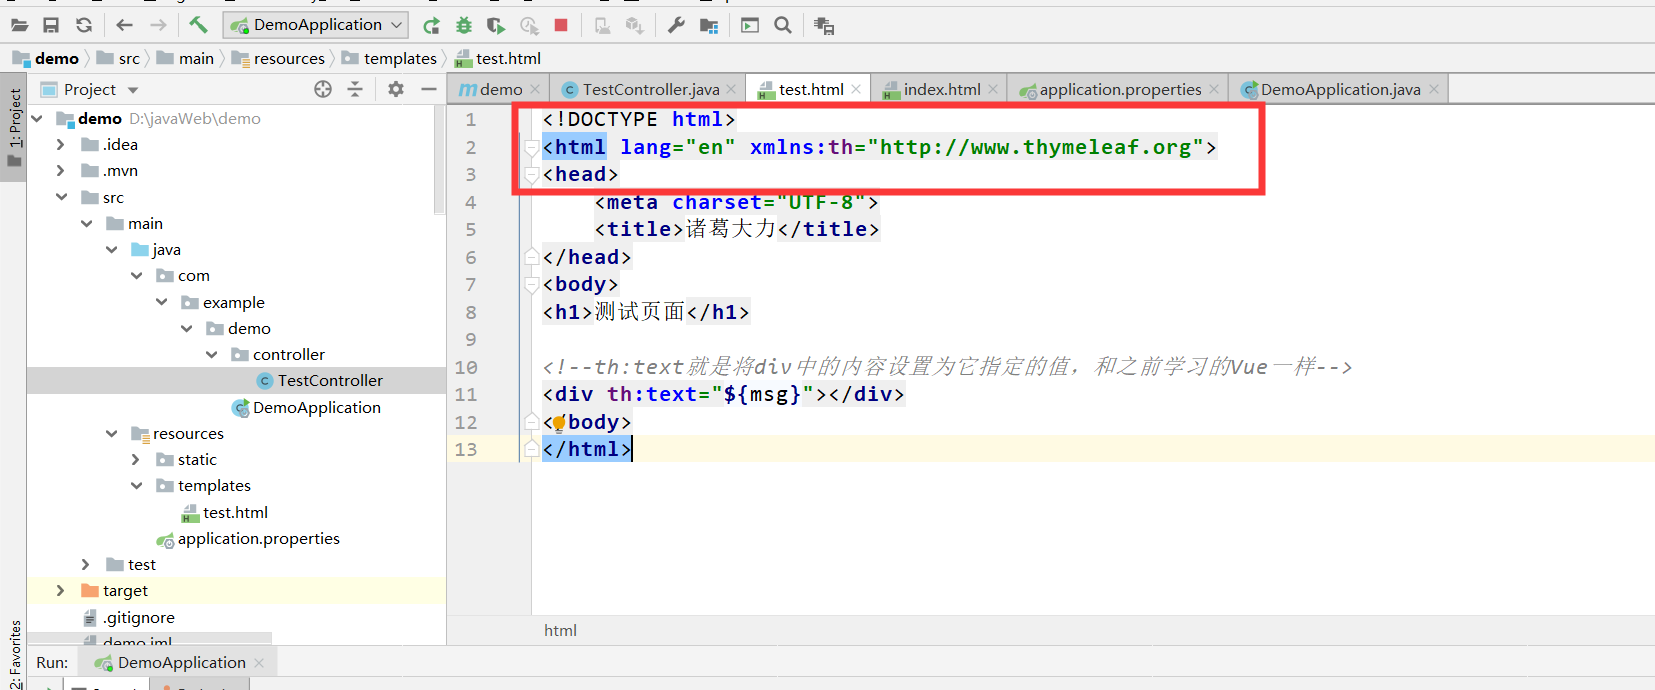 DemoApplication
demo src main resources templates test.html
Project
demo TestController.java test.html index.html application.properties DemoApplication.java
1: Project
2: Favorites
demo D:\javaWeb\demo
.idea
.mvn
src
main
java
com
example
demo
controller
TestController
DemoApplication
resources
static
templates
test.html
application.properties
test
target
.gitignore
demo.iml
1 <!DOCTYPE html>
2 <html lang="en" xmlns:th="http://www.thymeleaf.org">
3 <head>
4 <meta charset="UTF-8">
5 <title>诸葛大力</title>
6 </head>
7 <body>
8 <h1>测试页面</h1>
9
10 <!--th:text就是将div中的内容设置为它指定的值，和之前学习的Vue一样-->
11 <div th:text="${msg}"></div>
12 </body>
13 </html>
html
Run: DemoApplication